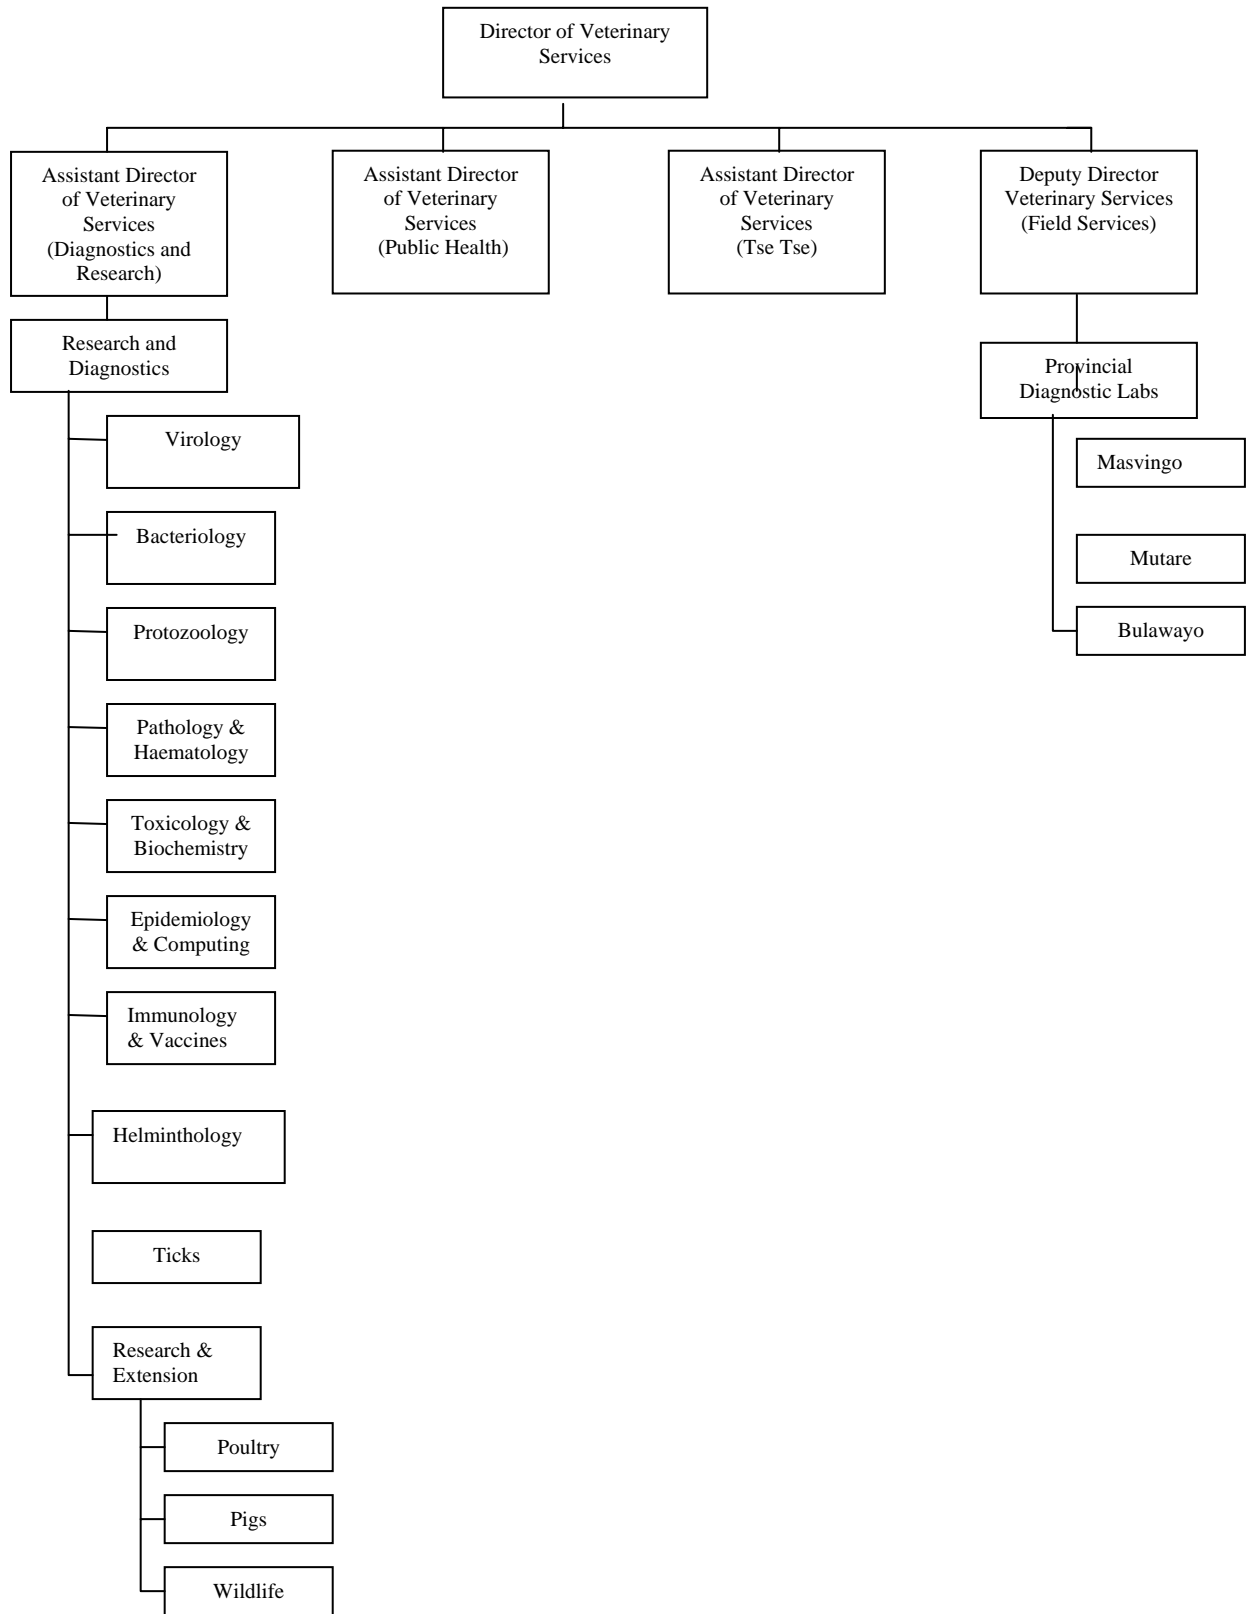 Director of Veterinary
Services
Assistant Director
of Veterinary
Services
(Diagnostics and
Research)
Assistant Director
of Veterinary
Services
(Public Health)
Assistant Director
of Veterinary
Services
(Tse Tse)
Deputy Director
Veterinary Services
(Field Services)
Research and
Diagnostics
Provincial
Diagnostic Labs
Virology
Masvingo
Bacteriology
Mutare
Protozoology
Bulawayo
Pathology &
Haematology
Toxicology &
Biochemistry
Epidemiology
& Computing
Immunology
& Vaccines
Helminthology
Ticks
Research &
Extension
Poultry
Pigs
Wildlife